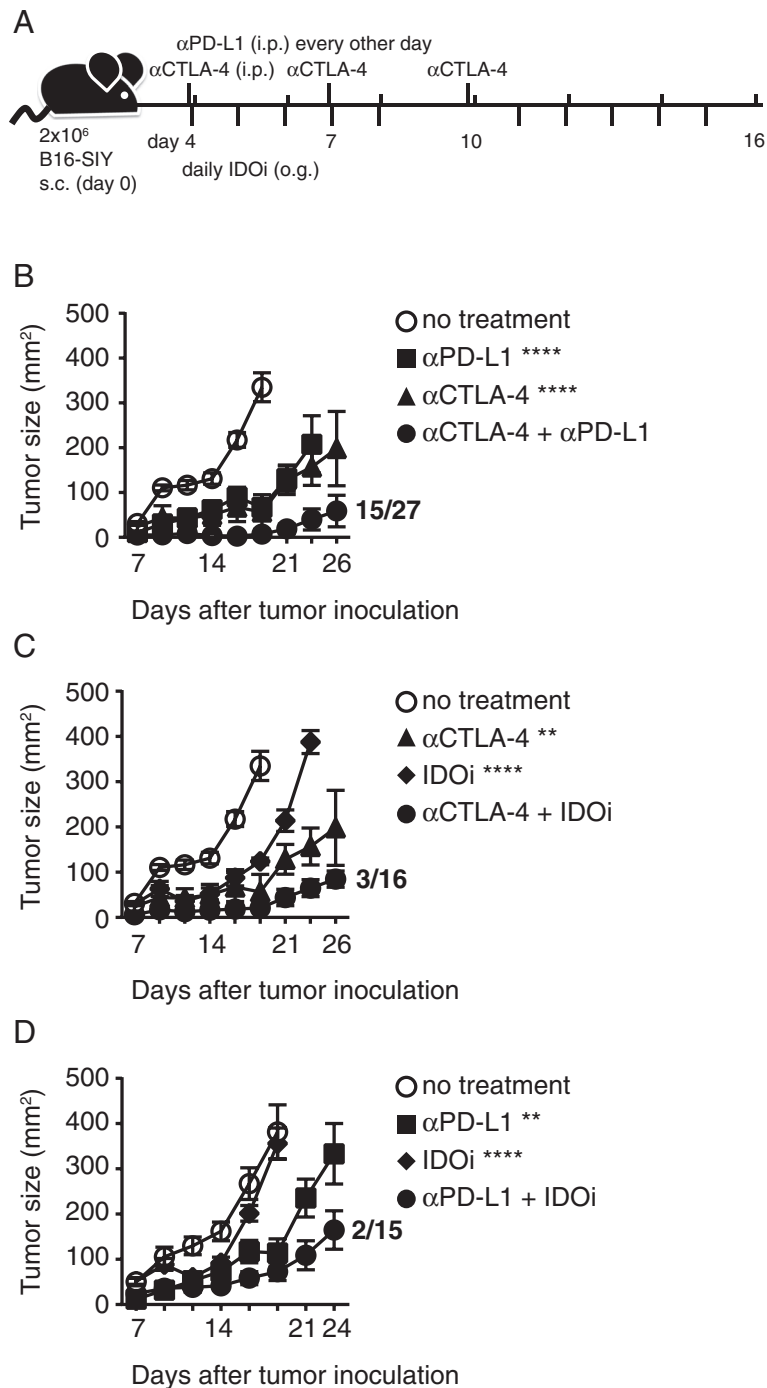 A
αPD-L1 (i.p.) every other day
αCTLA-4 (i.p.) αCTLA-4 αCTLA-4
2x10⁶
B16-SIY
s.c. (day 0)
day 4 7 10 16
daily IDOi (o.g.)
B
500
400
300
200
100
0
Tumor size (mm²)
7 14 21 26
Days after tumor inoculation
no treatment
αPD-L1 ****
αCTLA-4 ****
αCTLA-4 + αPD-L1
15/27
C
500
400
300
200
100
0
Tumor size (mm²)
7 14 21 26
Days after tumor inoculation
no treatment
αCTLA-4 **
IDOi ****
αCTLA-4 + IDOi
3/16
D
500
400
300
200
100
0
Tumor size (mm²)
7 14 21 24
Days after tumor inoculation
no treatment
αPD-L1 **
IDOi ****
αPD-L1 + IDOi
2/15